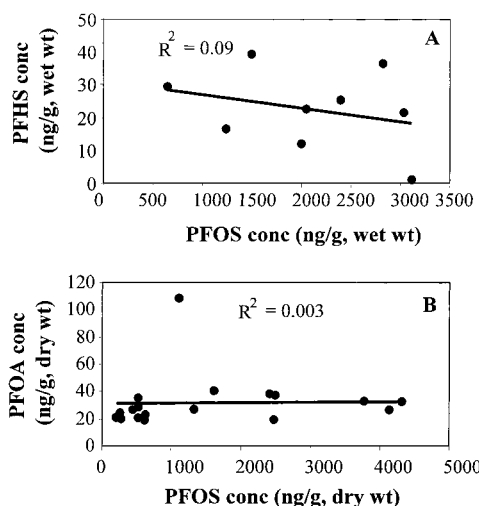 50
40
30
20
10
0
PFHS conc
(ng/g, wet wt)
R² = 0.09
A
0 500 1000 1500 2000 2500 3000 3500
PFOS conc (ng/g, wet wt)
120
100
80
60
40
20
0
PFOA conc
(ng/g, dry wt)
R² = 0.003
B
0 1000 2000 3000 4000 5000
PFOS conc (ng/g, dry wt)